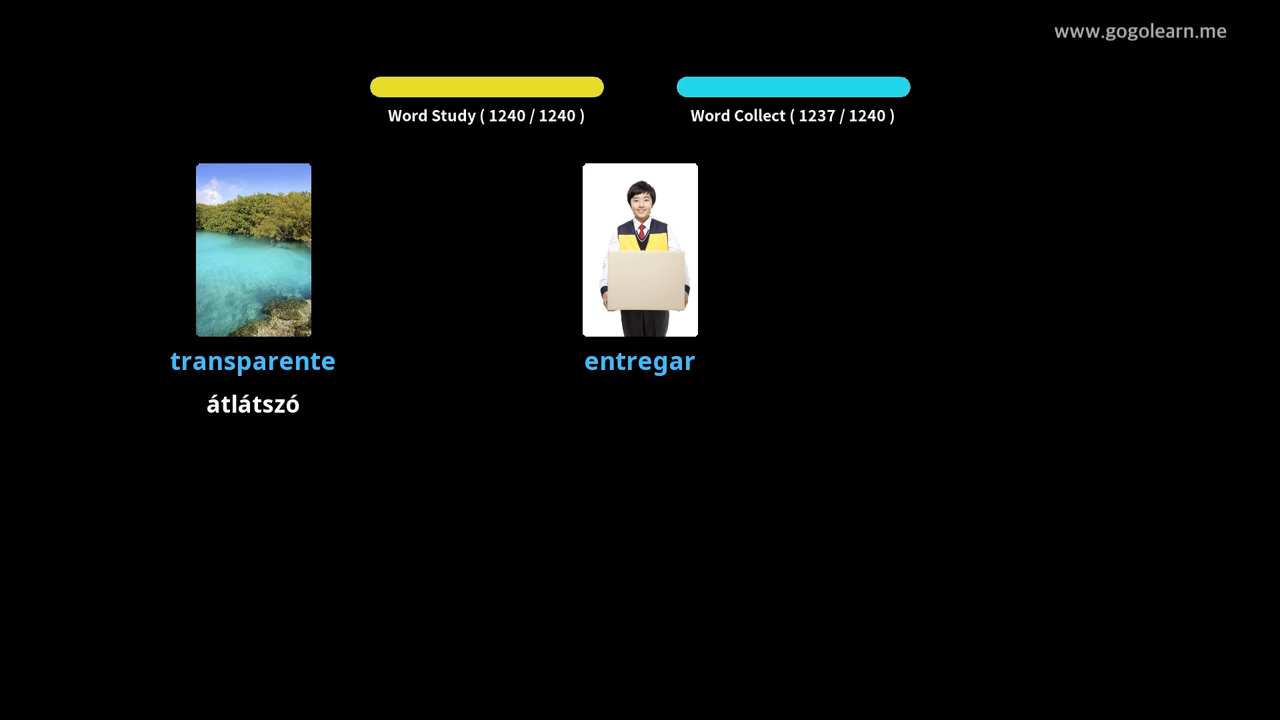 www.gogolearn.me
Word Study ( 1240 / 1240 )
Word Collect ( 1237 / 1240 )
transparente
entregar
átlátszó